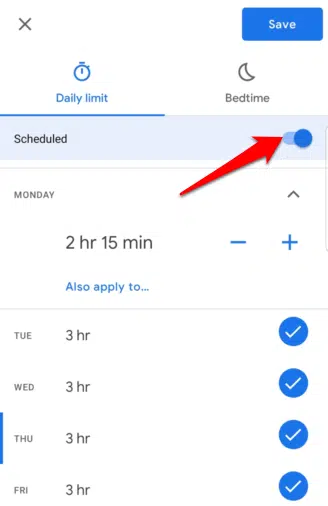 Save
Daily limit
Bedtime
Scheduled
MONDAY
2 hr 15 min
Also apply to...
TUE 3 hr
WED 3 hr
THU 3 hr
FRI 3 hr